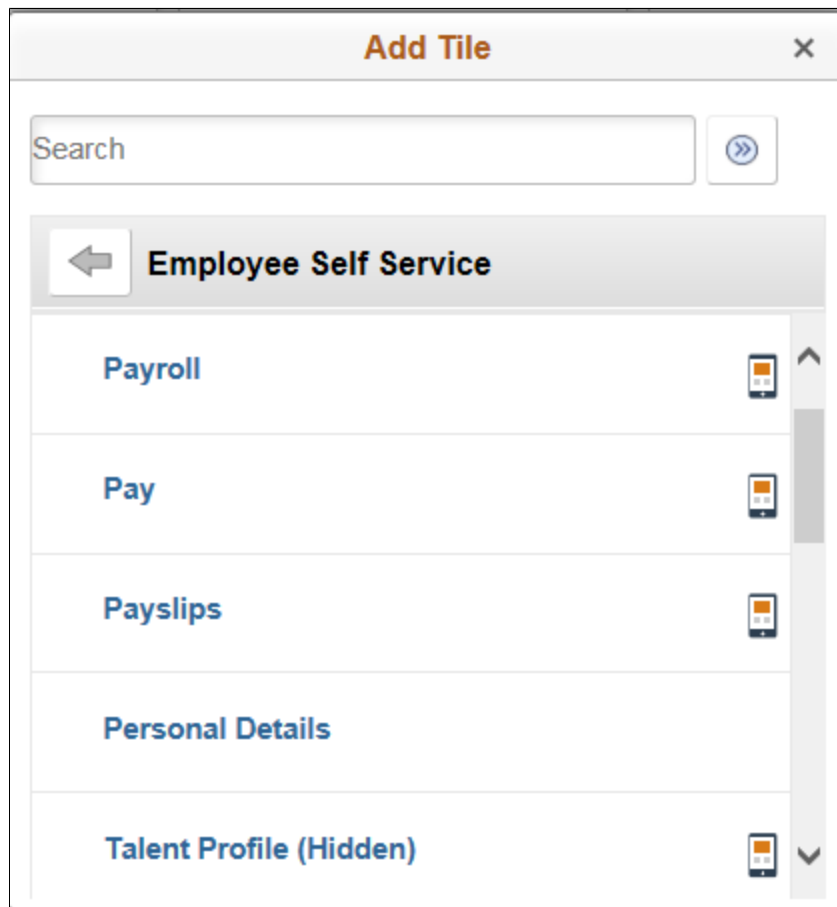 Add Tile
Search
Employee Self Service
Payroll
Pay
Payslips
Personal Details
Talent Profile (Hidden)